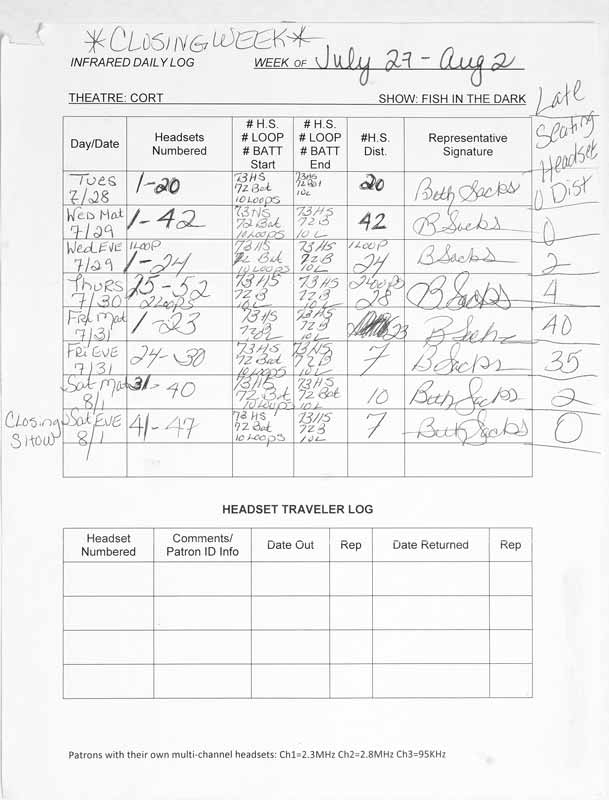 *CLOSING WEEK*
INFRARED DAILY LOG WEEK OF July 27 - Aug 2
THEATRE: CORT SHOW: FISH IN THE DARK
Late Seating Headset Dist
Day/Date Headsets Numbered # H.S. # LOOP # BATT Start # H.S. # LOOP # BATT End #H.S. Dist. Representative Signature
Tues 7/28 1-20 73HS 72 Bat 10 Loops 73HS 72 Bat 10L 20 Beth Sacks 0
Wed Mat 7/29 1-42 73HS 72 Bat 10 Loops 73HS 72B 10L 42 B Sacks 0
Wed EVE 7/29 1 LOOP 1-24 73HS 72 Bat 10 LOOPS 73HS 72B 10L 1 LOOP 24 B Sacks 2
Thurs 7/30 25-52 2 Loops 73HS 72B 10L 73HS 72B 10L 2 LOOPS 28 B Sacks 4
Fri Mat 7/31 1-23 73HS 72B 10L 73HS 72B 10L 23 B Sacks 40
Fri EVE 7/31 24-30 73HS 72 Bat 10 Loops 73HS 72B 10L 7 B Sacks 35
Sat Mat 8/1 31-40 73HS 72 Bat 10 LOOPS 73HS 72B 10L 10 Beth Sacks 2
Closing Show Sat EVE 8/1 41-47 73HS 72 Bat 10 LOOPS 73HS 72B 10L 7 Beth Sacks 0
HEADSET TRAVELER LOG
Headset Numbered Comments/ Patron ID Info Date Out Rep Date Returned Rep
Patrons with their own multi-channel headsets: Ch1=2.3MHz Ch2=2.8MHz Ch3=95KHz